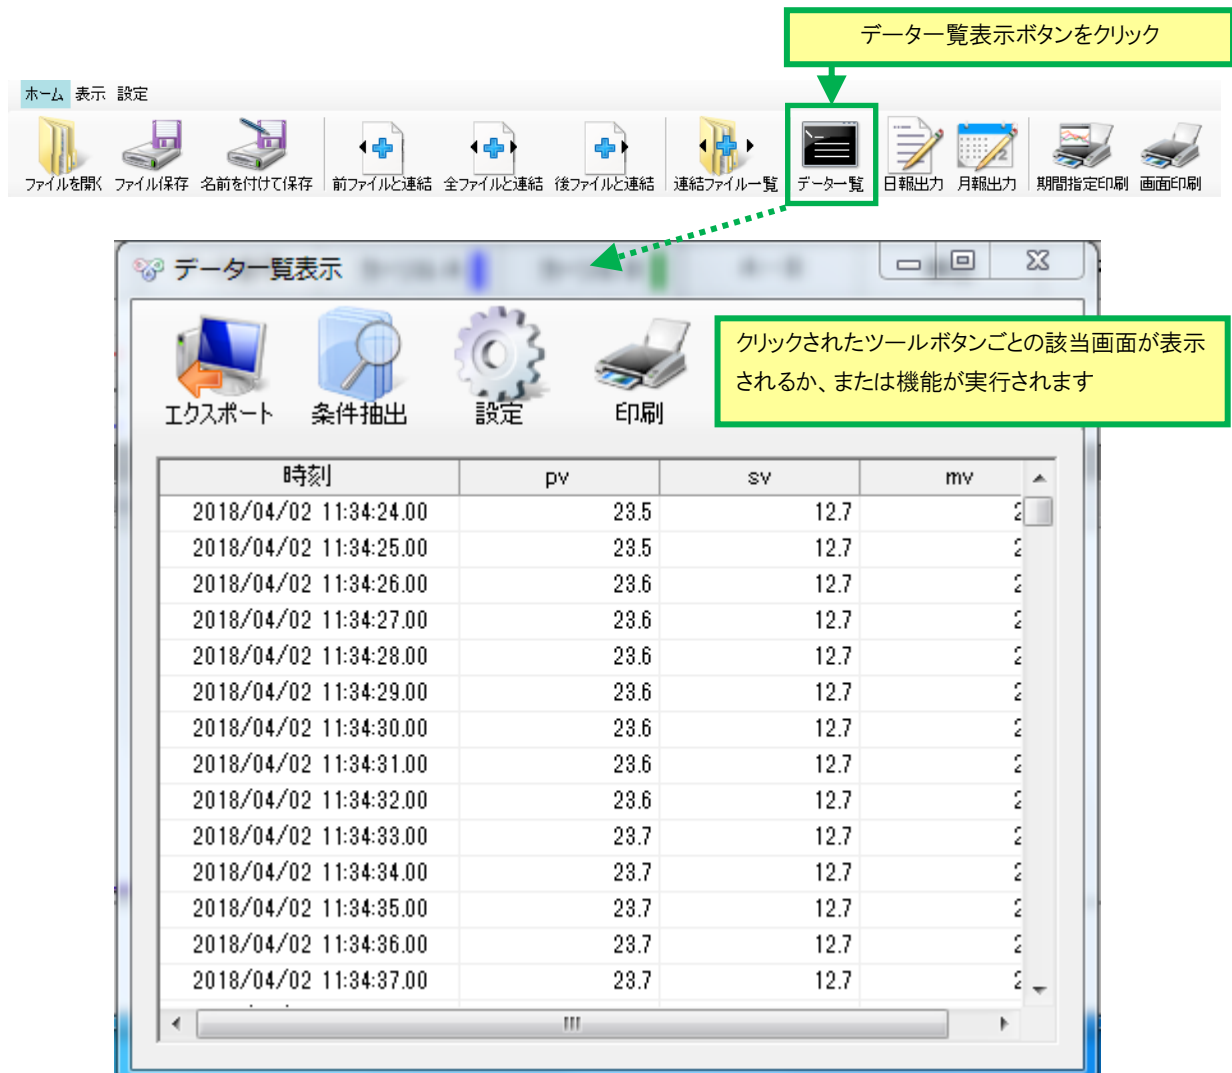 データ一覧表示ボタンをクリック
ホーム 表示 設定
ファイルを開く ファイル保存 名前を付けて保存 前ファイルと連結 全ファイルと連結 後ファイルと連結 連結ファイル一覧 データ一覧 日報出力 月報出力 期間指定印刷 画面印刷
データ一覧表示
クリックされたツールボタンごとの該当画面が表示
されるか、または機能が実行されます
エクスポート 条件抽出 設定 印刷
時刻 pv sv mv
2018/04/02 11:34:24.00 23.5 12.7
2018/04/02 11:34:25.00 23.5 12.7
2018/04/02 11:34:26.00 23.6 12.7
2018/04/02 11:34:27.00 23.6 12.7
2018/04/02 11:34:28.00 23.6 12.7
2018/04/02 11:34:29.00 23.6 12.7
2018/04/02 11:34:30.00 23.6 12.7
2018/04/02 11:34:31.00 23.6 12.7
2018/04/02 11:34:32.00 23.6 12.7
2018/04/02 11:34:33.00 23.7 12.7
2018/04/02 11:34:34.00 23.7 12.7
2018/04/02 11:34:35.00 23.7 12.7
2018/04/02 11:34:36.00 23.7 12.7
2018/04/02 11:34:37.00 23.7 12.7